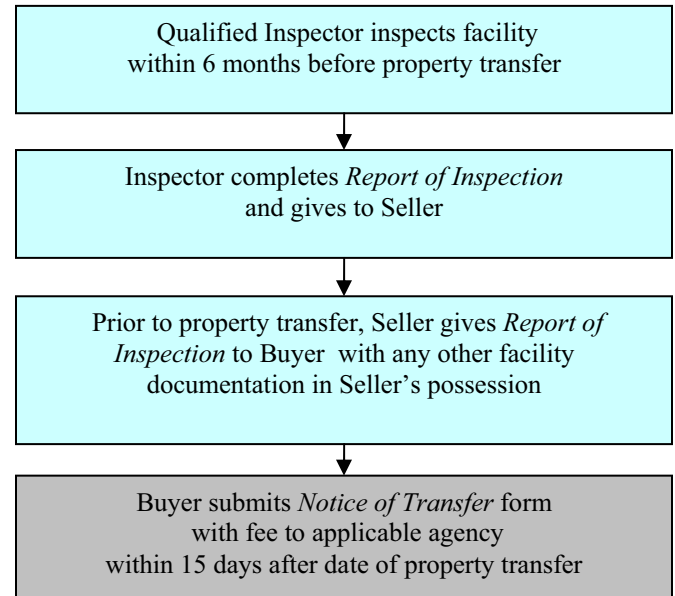 Qualified Inspector inspects facility
within 6 months before property transfer
Inspector completes Report of Inspection
and gives to Seller
Prior to property transfer, Seller gives Report of
Inspection to Buyer with any other facility
documentation in Seller’s possession
Buyer submits Notice of Transfer form
with fee to applicable agency
within 15 days after date of property transfer